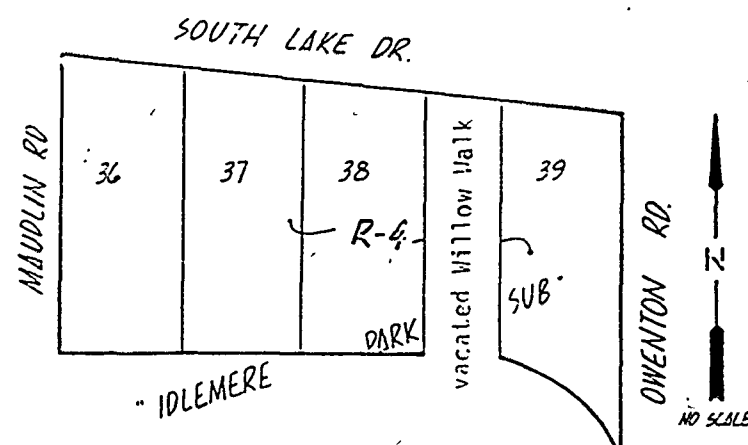 SOUTH LAKE DR.
MAUDLIN RD
36
37
38
39
R-4
vacated Willow Walk
SUB
PARK
" IDLEMERE
OWENTON RD.
N
NO SCALE